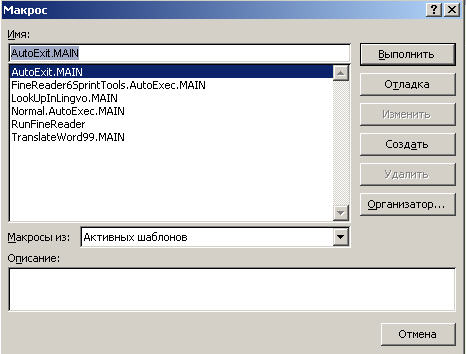 Макрос
Имя:
AutoExit.MAIN
Выполнить
AutoExit.MAIN
FineReader6SprintTools.AutoExec.MAIN
LookUpInLingvo.MAIN
Normal.AutoExec.MAIN
RunFineReader
TranslateWord99.MAIN
Отладка
Изменить
Создать
Удалить
Организатор...
Макросы из:
Активных шаблонов
Описание:
Отмена